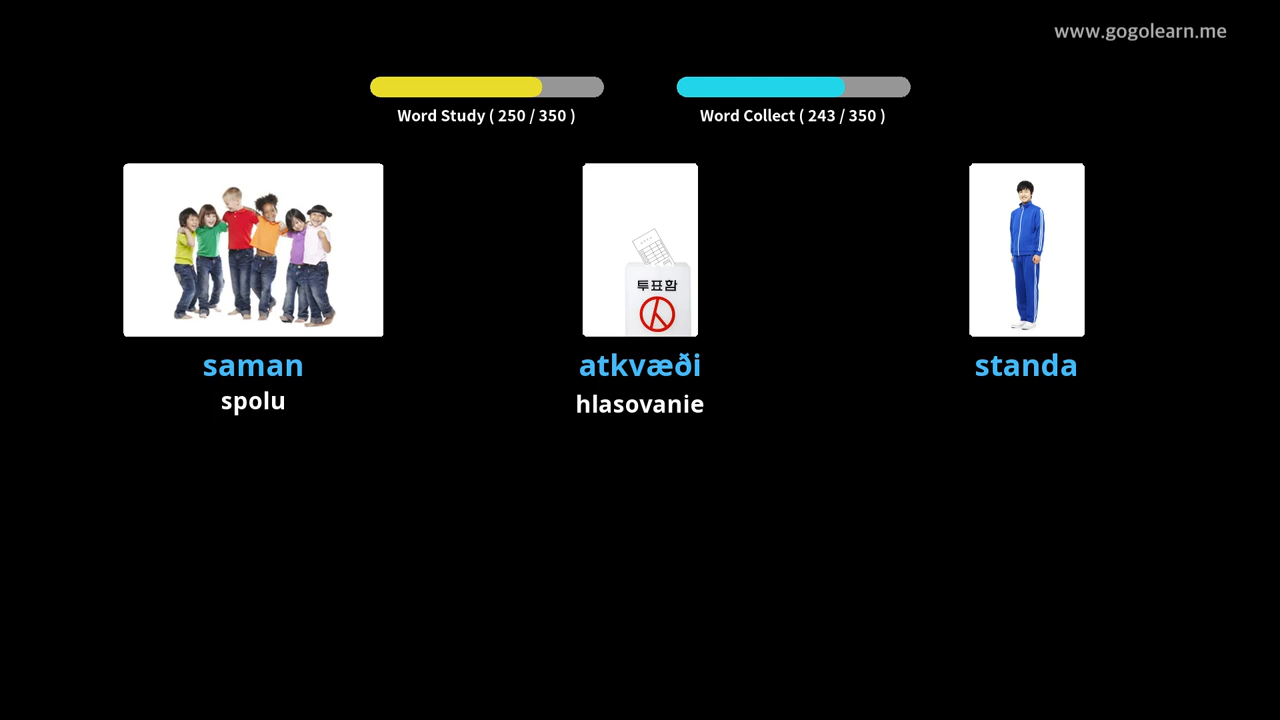 www.gogolearn.me
Word Study ( 250 / 350 )
Word Collect ( 243 / 350 )
투표함
saman
atkvæði
standa
spolu
hlasovanie